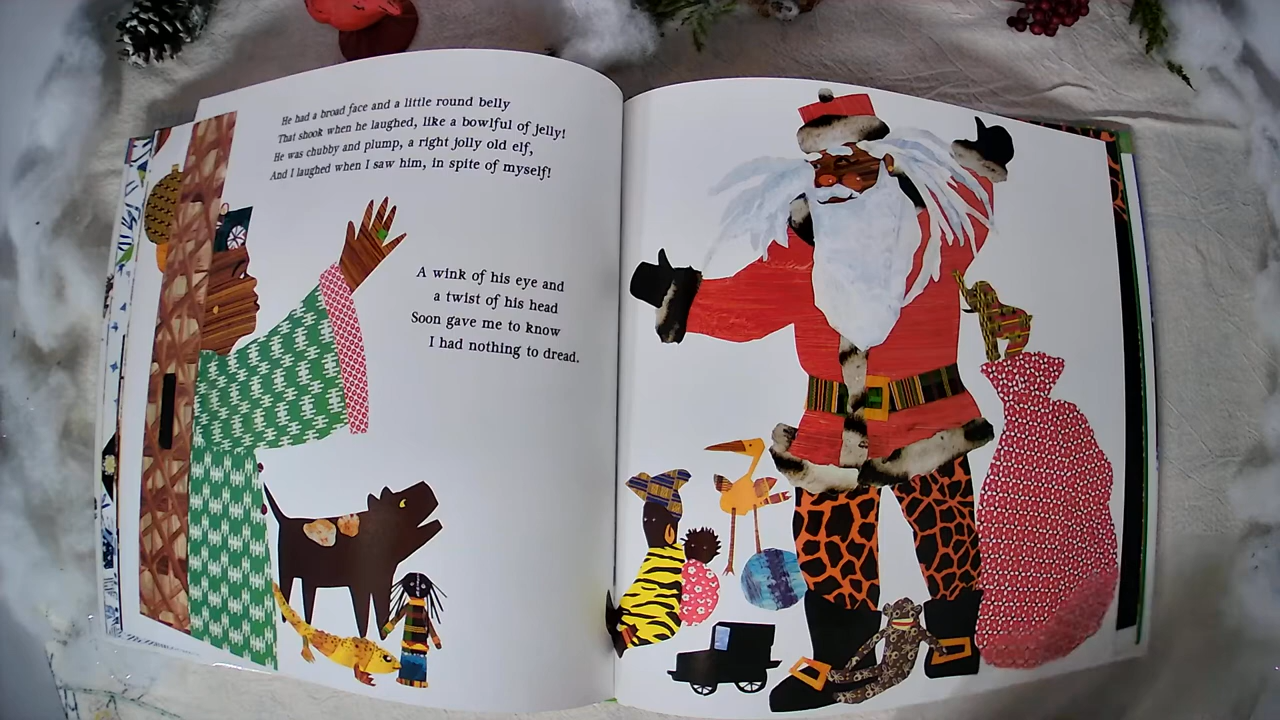 He had a broad face and a little round belly
That shook when he laughed, like a bowlful of jelly!
He was chubby and plump, a right jolly old elf,
And I laughed when I saw him, in spite of myself!
A wink of his eye and
a twist of his head
Soon gave me to know
I had nothing to dread.